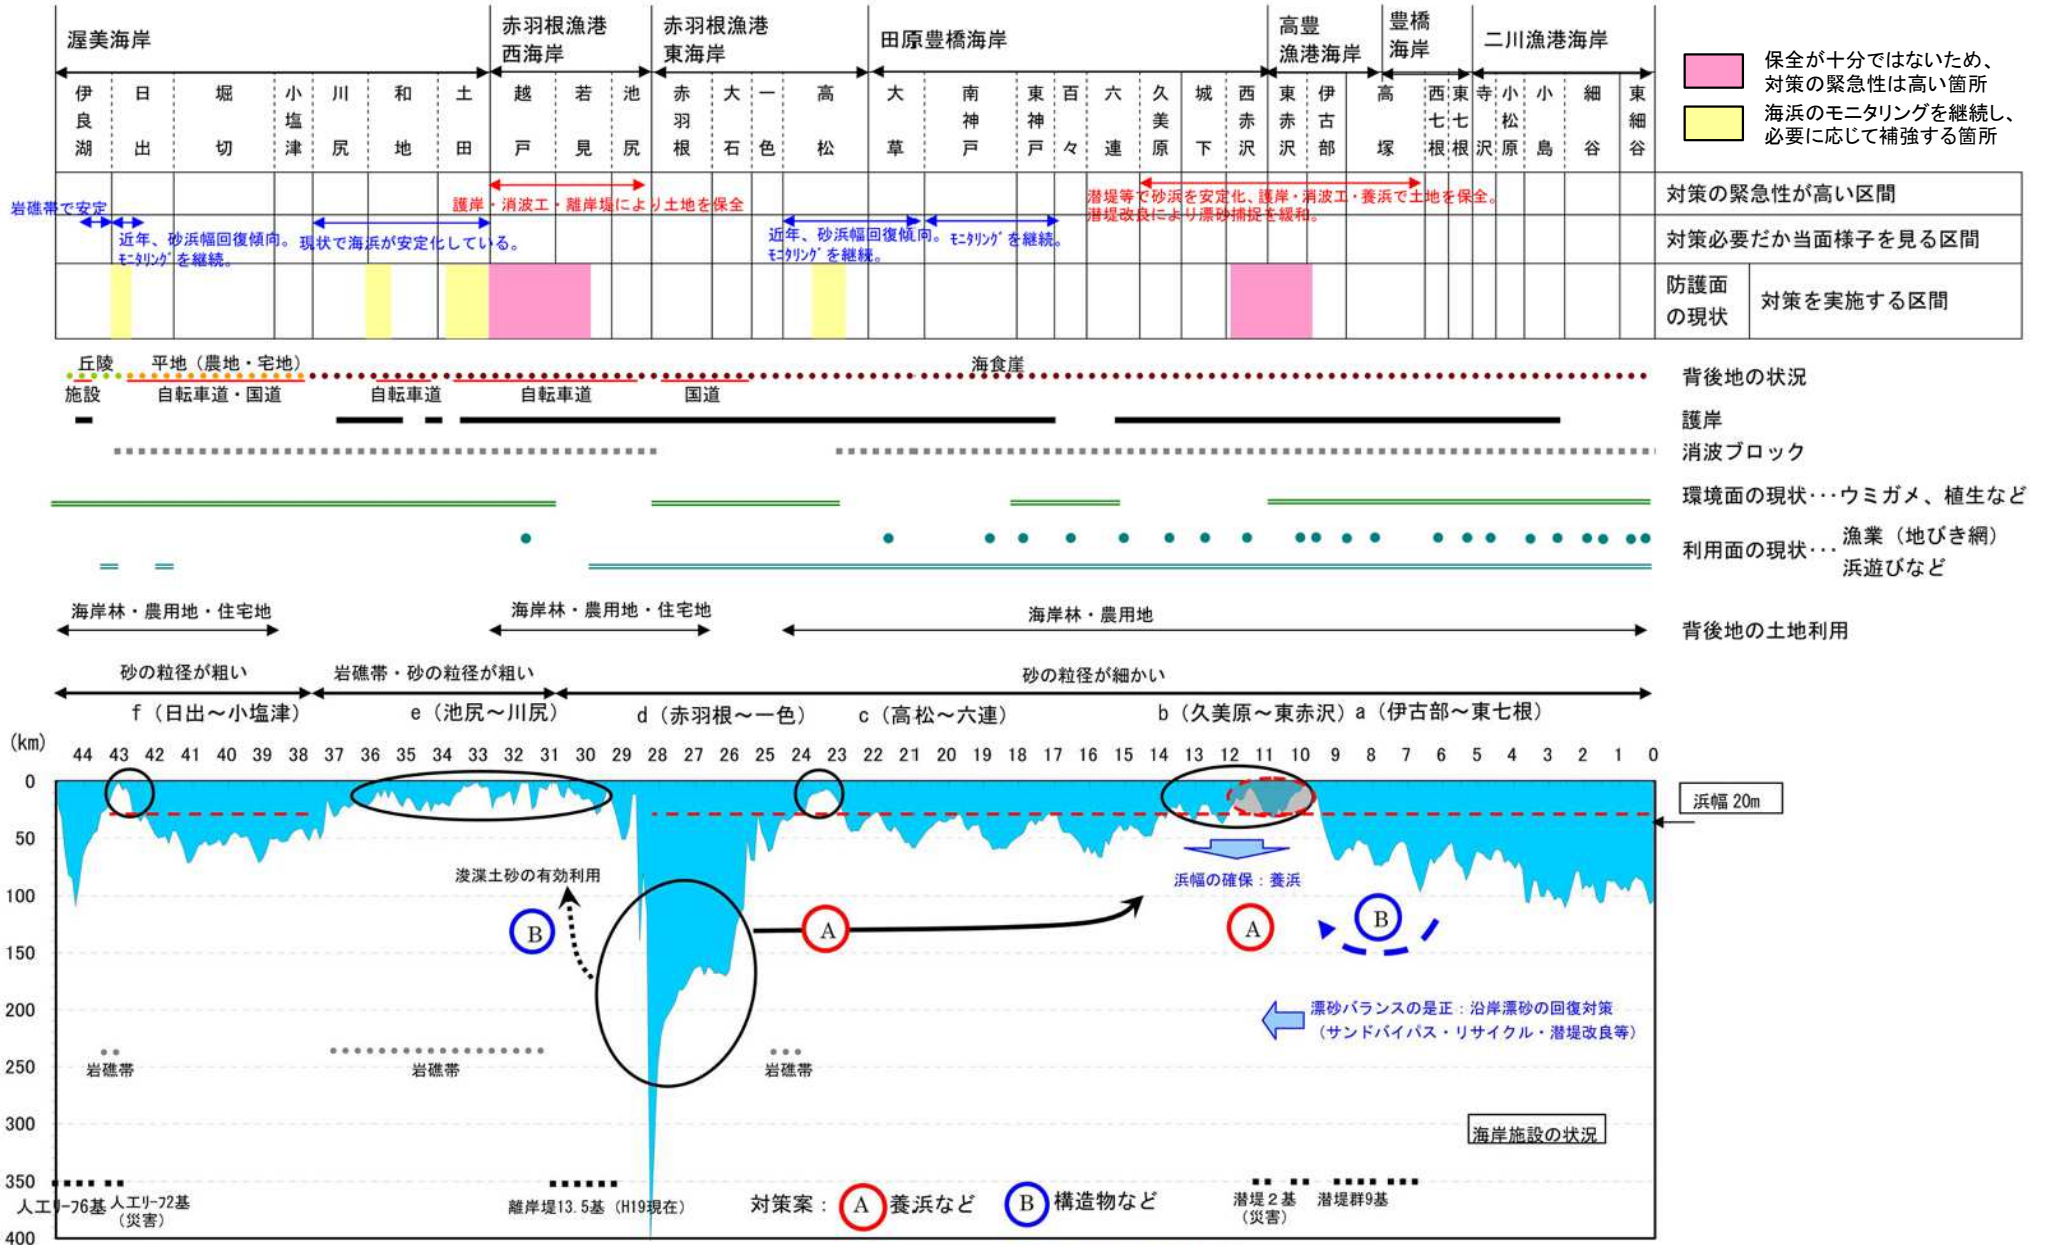 渥美海岸
赤羽根漁港
西海岸
赤羽根漁港
東海岸
田原豊橋海岸
高豊
漁港海岸
豊橋
海岸
二川漁港海岸
保全が十分ではないため、
対策の緊急性は高い箇所
海浜のモニタリングを継続し、
必要に応じて補強する箇所
伊良湖
日出
堀切
小塩津
川尻
和地
土田
越戸
若見
池尻
赤羽根
大石
一色
高松
大草
南神戸
東神戸
百々
六連
久美原
城下
西赤沢
東赤沢
伊古部
高塚
西七根
東七根
寺沢
小松原
小島
細谷
東細谷
対策の緊急性が高い区間
護岸・消波工・離岸堤により土地を保全
潜堤等で砂浜を安定化、護岸・消波工・養浜で土地を保全。
潜堤改良により漂砂捕捉を緩和。
対策必要だか当面様子を見る区間
岩礁帯で安定
近年、砂浜幅回復傾向。
ﾓﾆﾀﾘﾝｸﾞを継続。
現状で海浜が安定化している。
近年、砂浜幅回復傾向。
ﾓﾆﾀﾘﾝｸﾞを継続。
ﾓﾆﾀﾘﾝｸﾞを継続。
防護面
の現状
対策を実施する区間
丘陵
平地（農地・宅地）
海食崖
背後地の状況
施設
自転車道・国道
自転車道
自転車道
国道
護岸
消波ブロック
環境面の現状･･･ウミガメ、植生など
利用面の現状･･･
漁業（地びき網）
浜遊びなど
海岸林・農用地・住宅地
海岸林・農用地・住宅地
海岸林・農用地
背後地の土地利用
砂の粒径が粗い
岩礁帯・砂の粒径が粗い
砂の粒径が細かい
f（日出～小塩津）
e（池尻～川尻）
d（赤羽根～一色）
c（高松～六連）
b（久美原～東赤沢）
a（伊古部～東七根）
(km)
44 43 42 41 40 39 38 37 36 35 34 33 32 31 30 29 28 27 26 25 24 23 22 21 20 19 18 17 16 15 14 13 12 11 10 9 8 7 6 5 4 3 2 1 0
0
50
100
150
200
250
300
350
400
浜幅 20m
浚渫土砂の有効利用
B
A
浜幅の確保：養浜
A
B
漂砂バランスの是正：沿岸漂砂の回復対策
（サンドバイパス・リサイクル・潜堤改良等）
岩礁帯
岩礁帯
岩礁帯
海岸施設の状況
人工ﾘｰﾌ6基
人工ﾘｰﾌ2基
（災害）
離岸堤13.5基（H19現在）
対策案：
A
養浜など
B
構造物など
潜堤２基
（災害）
潜堤群9基